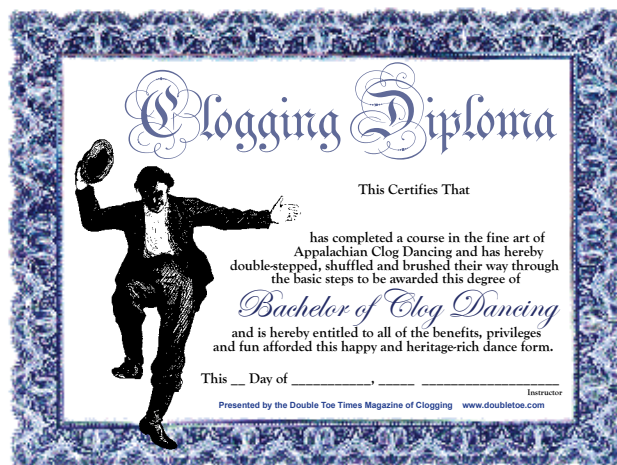 Clogging Diploma
This Certifies That
has completed a course in the fine art of
Appalachian Clog Dancing and has hereby
double-stepped, shuffled and brushed their way through
the basic steps to be awarded this degree of
Bachelor of Clog Dancing
and is hereby entitled to all of the benefits, privileges
and fun afforded this happy and heritage-rich dance form.
This __ Day of __________, _____ _________________
Instructor
Presented by the Double Toe Times Magazine of Clogging www.doubletoe.com